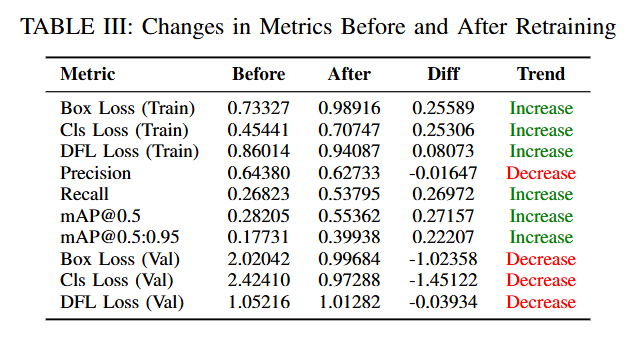 TABLE III: Changes in Metrics Before and After Retraining
Metric Before After Diff Trend
Box Loss (Train) 0.73327 0.98916 0.25589 Increase
Cls Loss (Train) 0.45441 0.70747 0.25306 Increase
DFL Loss (Train) 0.86014 0.94087 0.08073 Increase
Precision 0.64380 0.62733 -0.01647 Decrease
Recall 0.26823 0.53795 0.26972 Increase
mAP@0.5 0.28205 0.55362 0.27157 Increase
mAP@0.5:0.95 0.17731 0.39938 0.22207 Increase
Box Loss (Val) 2.02042 0.99684 -1.02358 Decrease
Cls Loss (Val) 2.42410 0.97288 -1.45122 Decrease
DFL Loss (Val) 1.05216 1.01282 -0.03934 Decrease